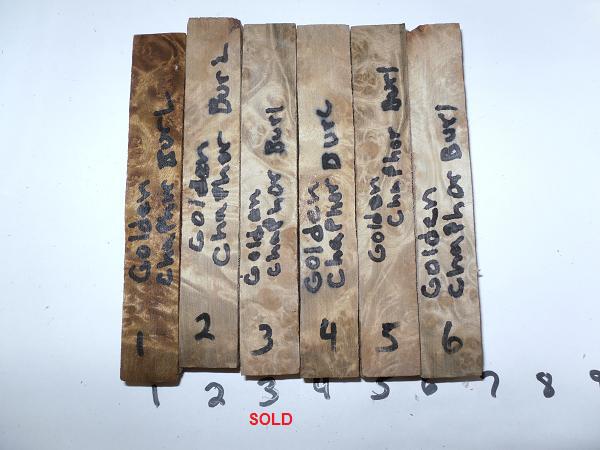 Golden
Chaphor Burl
1
Golden
Chaphor Burl
2
Golden
Chaphor Burl
3
Golden
Chaphor Burl
4
Golden
Chaphor Burl
5
Golden
Chaphor Burl
6
1 2 3 4 5 6 7 8 9
SOLD